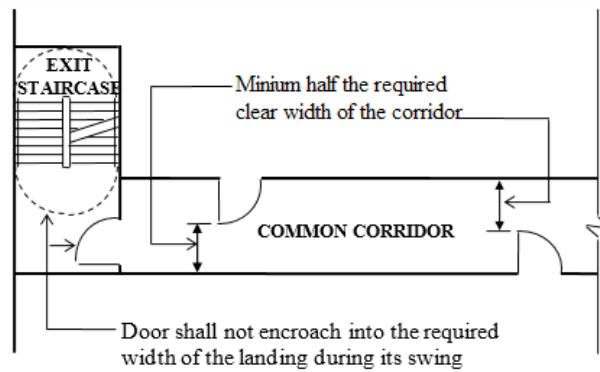 EXIT
STAIRCASE
Minium half the required
clear width of the corridor
COMMON CORRIDOR
Door shall not encroach into the required
width of the landing during its swing